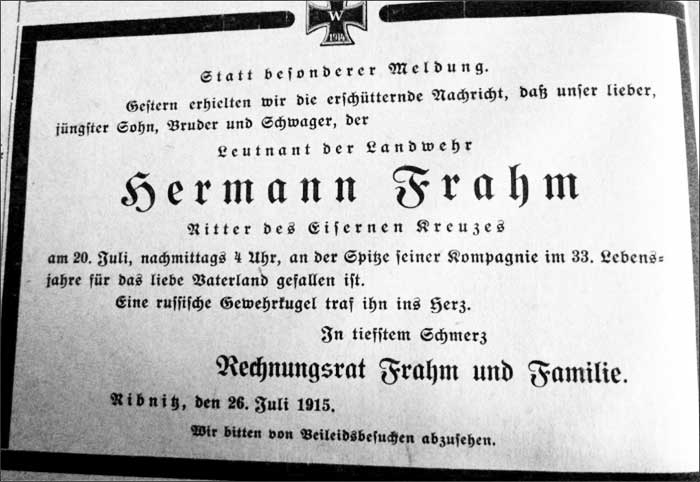 W
1914
Statt besonderer Meldung.
Gestern erhielten wir die erschütternde Nachricht, daß unser lieber,
jüngster Sohn, Bruder und Schwager, der
Leutnant der Landwehr
Hermann Frahm
Ritter des Eisernen Kreuzes
am 20. Juli, nachmittags 4 Uhr, an der Spitze seiner Kompagnie im 33. Lebens-
jahre für das liebe Vaterland gefallen ist.
Eine russische Gewehrkugel traf ihn ins Herz.
In tiefstem Schmerz
Rechnungsrat Frahm und Familie.
Ribnitz, den 26. Juli 1915.
Wir bitten von Beileidsbesuchen abzusehen.